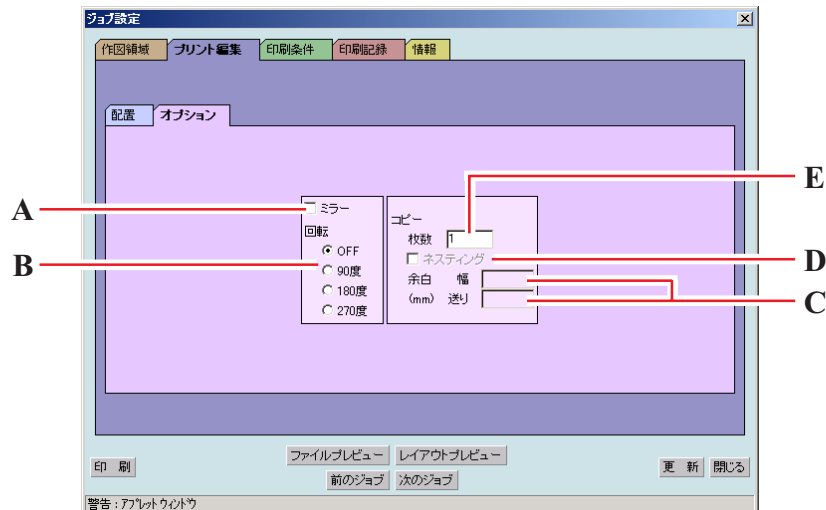 ジョブ設定
作図領域 プリント編集 印刷条件 印刷記録 情報
配置 オプション
E
A
ミラー
コピー
回転
枚数 1
OFF
ネスティング
D
B
90度
余白 幅
180度
(mm) 送り
C
270度
ファイルプレビュー レイアウトプレビュー
印 刷
更 新 閉じる
前のジョブ 次のジョブ
警告：アプレット ウィンドウ